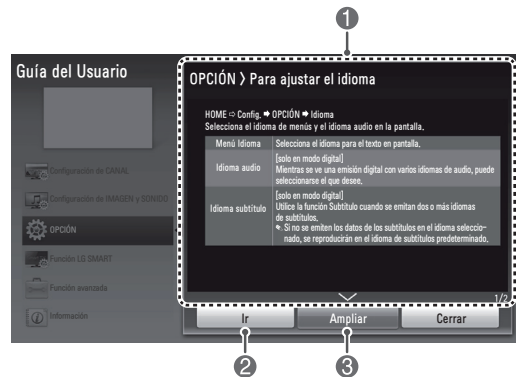 1
Guía del Usuario
OPCIÓN > Para ajustar el idioma
HOME ⇨ Config. ➡ OPCIÓN ➡ Idioma
Selecciona el idioma de menús y el idioma audio en la pantalla.
Menú Idioma
Selecciona el idioma para el texto en pantalla.
Idioma audio
[solo en modo digital]
Mientras se ve una emisión digital con varios idiomas de audio, puede
seleccionarse el que desee.
Idioma subtítulo
[solo en modo digital]
Utilice la función Subtítulo cuando se emitan dos o más idiomas
de subtítulos.
Si no se emiten los datos de los subtítulos en el idioma seleccio-
nado, se reproducirán en el idioma de subtítulos predeterminado.
Configuración de CANAL
Configuración de IMAGEN y SONIDO
OPCIÓN
Función LG SMART
Función avanzada
Información
1/2
Ir
Ampliar
Cerrar
2
3